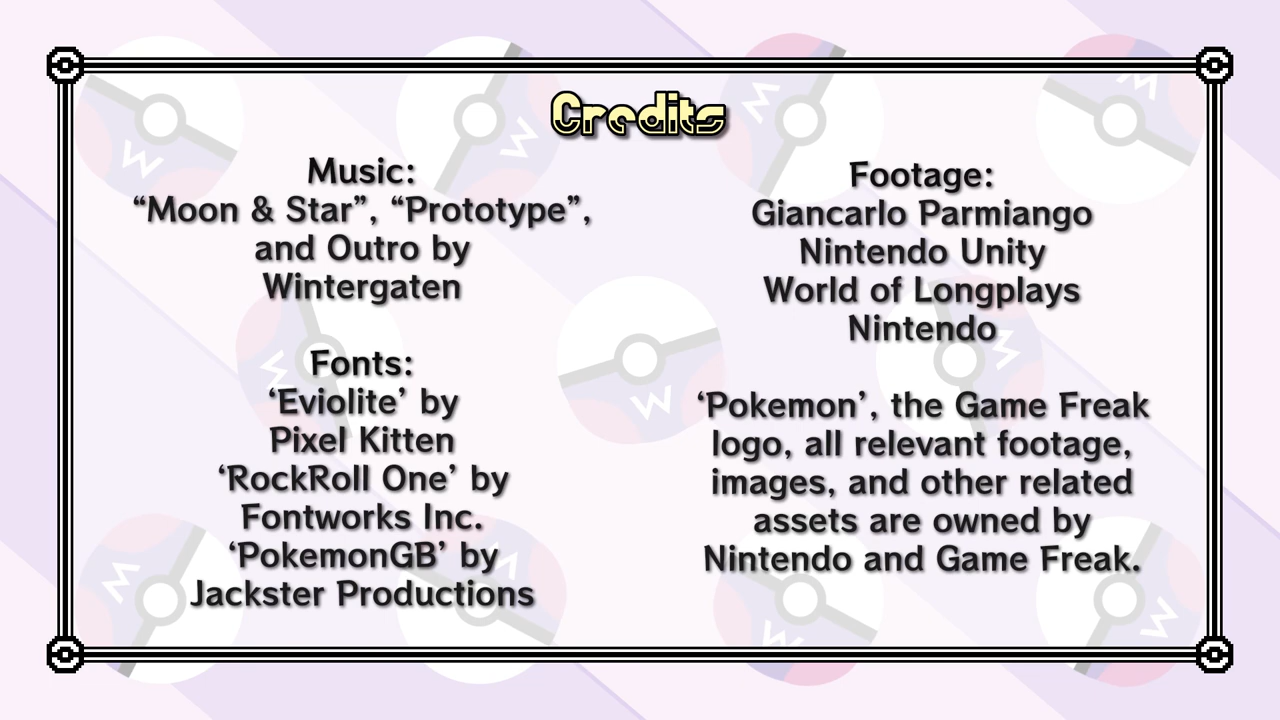 Credits
Music:
“Moon & Star”, “Prototype”,
and Outro by
Wintergaten
Fonts:
‘Eviolite’ by
Pixel Kitten
‘RockRoll One’ by
Fontworks Inc.
‘PokemonGB’ by
Jackster Productions
Footage:
Giancarlo Parmiango
Nintendo Unity
World of Longplays
Nintendo
‘Pokemon’, the Game Freak
logo, all relevant footage,
images, and other related
assets are owned by
Nintendo and Game Freak.